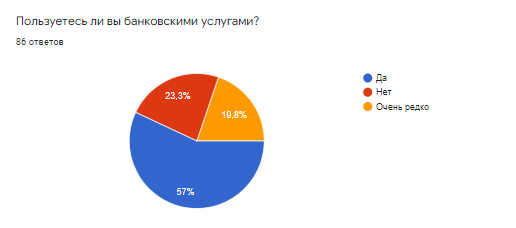 Пользуетесь ли вы банковскими услугами?
86 ответов
Да
Нет
Очень редко
23,3%
19,8%
57%